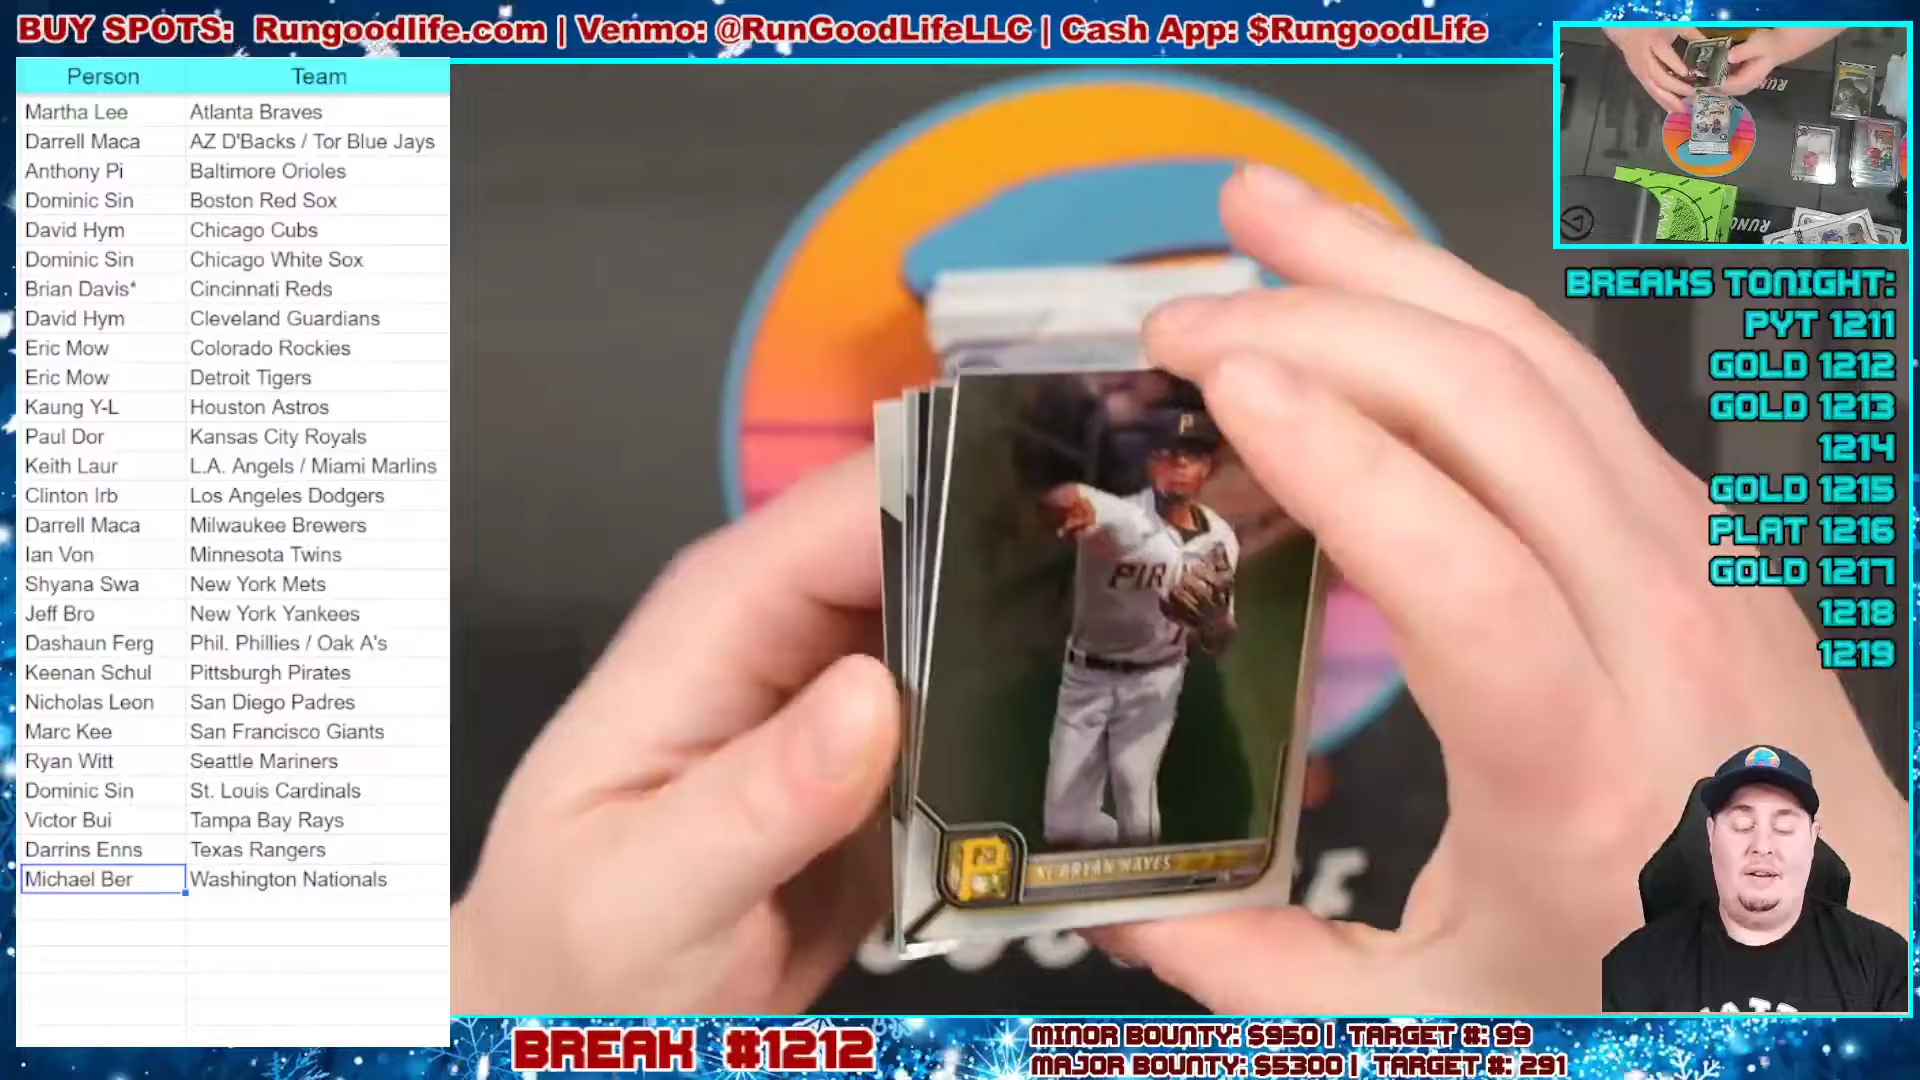 BUY SPOTS: Rungoodlife.com | Venmo: @RunGoodLifeLLC | Cash App: $RungoodLife
Person Team
Martha Lee Atlanta Braves
Darrell Maca AZ D'Backs / Tor Blue Jays
Anthony Pi Baltimore Orioles
Dominic Sin Boston Red Sox
David Hym Chicago Cubs
Dominic Sin Chicago White Sox
Brian Davis* Cincinnati Reds
David Hym Cleveland Guardians
Eric Mow Colorado Rockies
Eric Mow Detroit Tigers
Kaung Y-L Houston Astros
Paul Dor Kansas City Royals
Keith Laur L.A. Angels / Miami Marlins
Clinton Irb Los Angeles Dodgers
Darrell Maca Milwaukee Brewers
Ian Von Minnesota Twins
Shyana Swa New York Mets
Jeff Bro New York Yankees
Dashaun Ferg Phil. Phillies / Oak A's
Keenan Schul Pittsburgh Pirates
Nicholas Leon San Diego Padres
Marc Kee San Francisco Giants
Ryan Witt Seattle Mariners
Dominic Sin St. Louis Cardinals
Victor Bui Tampa Bay Rays
Darrins Enns Texas Rangers
Michael Ber Washington Nationals
P
PIR
P
KE'BRYAN HAYES
BREAKS TONIGHT:
PYT 1211
GOLD 1212
GOLD 1213
1214
GOLD 1215
PLAT 1216
GOLD 1217
1218
1219
BREAK #1212
MINOR BOUNTY: $950 | TARGET #: 99
MAJOR BOUNTY: $5300 | TARGET #: 291